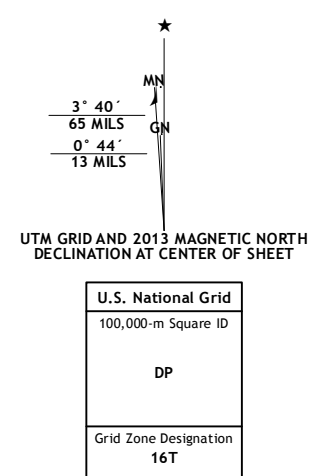 MN
3° 40´
65 MILS
GN
0° 44´
13 MILS
UTM GRID AND 2013 MAGNETIC NORTH
DECLINATION AT CENTER OF SHEET
U.S. National Grid
100,000-m Square ID
DP
Grid Zone Designation
16T